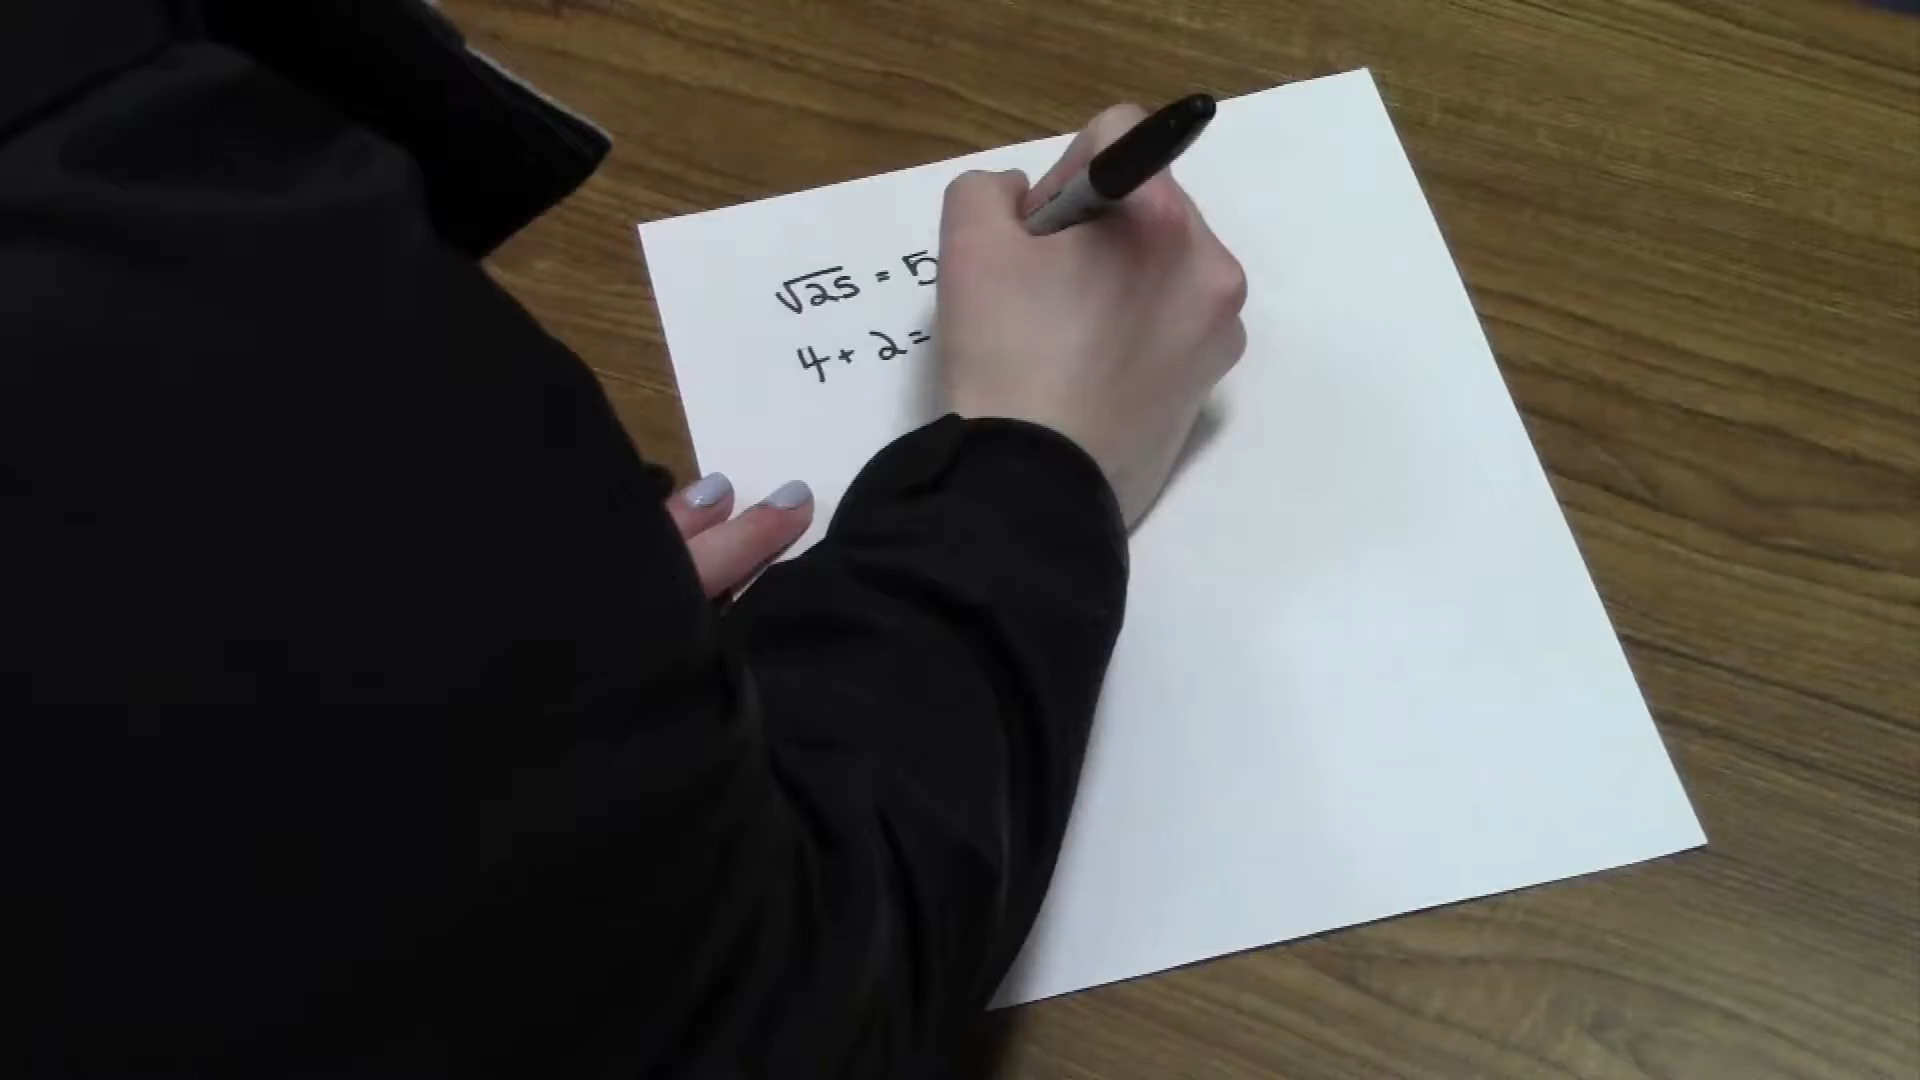 √25 = 5
4 + 2 =